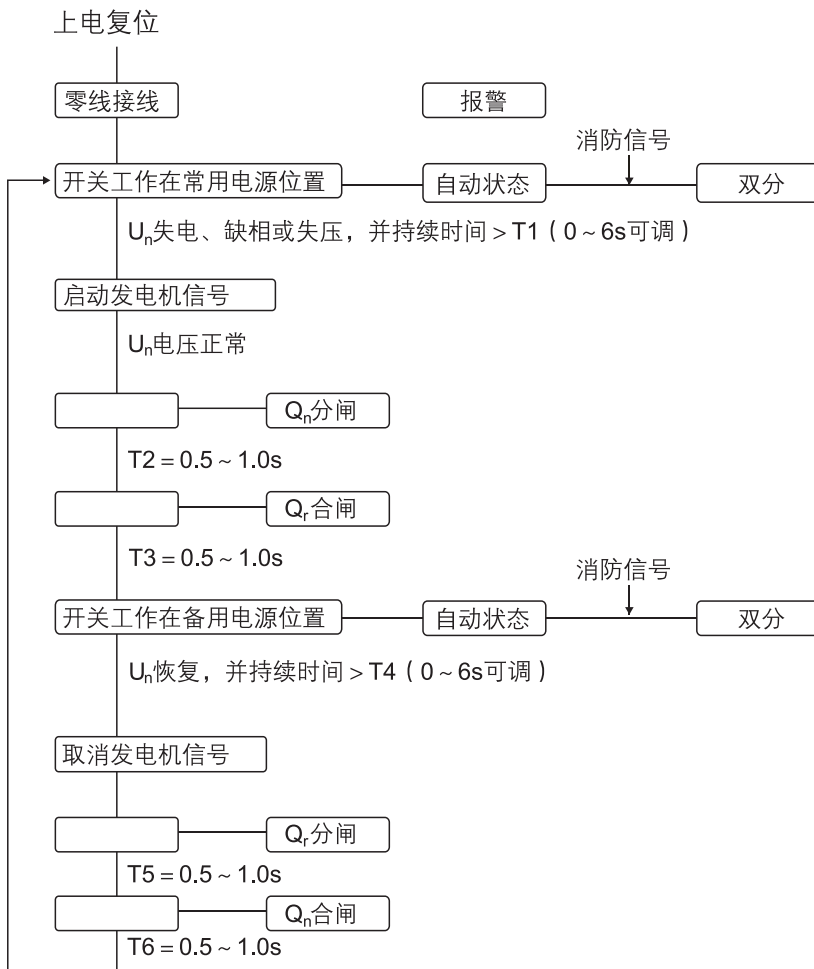 上电复位
零线接线
报警
消防信号
开关工作在常用电源位置
自动状态
双分
Un失电、缺相或失压，并持续时间>T1（0～6s可调）
启动发电机信号
Un电压正常
Qn分闸
T2=0.5～1.0s
Qr合闸
T3=0.5～1.0s
消防信号
开关工作在备用电源位置
自动状态
双分
Un恢复，并持续时间>T4（0～6s可调）
取消发电机信号
Qr分闸
T5=0.5～1.0s
Qn合闸
T6=0.5～1.0s